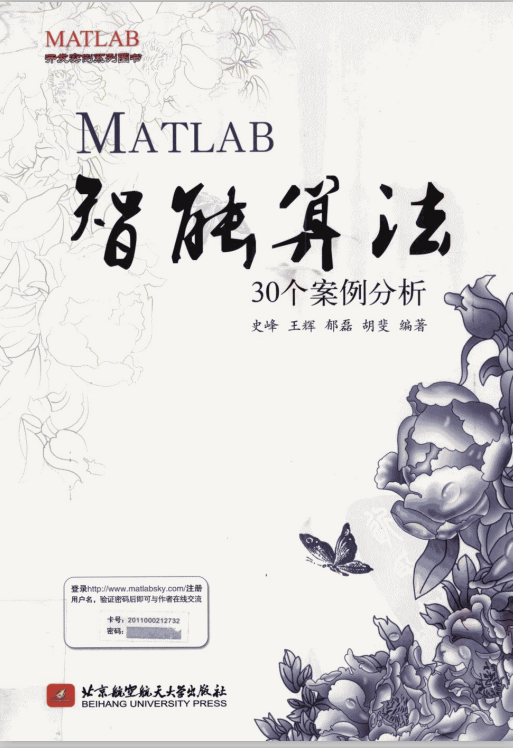 MATLAB
开发实例系列图书
MATLAB
智能算法
30个案例分析
史峰 王辉 郁磊 胡斐 编著
登录http://www.matlabsky.com/注册
用户名，验证密码后即可与作者在线交流
卡号：2011000212732
密码：
北京航空航天大学出版社
BEIHANG UNIVERSITY PRESS